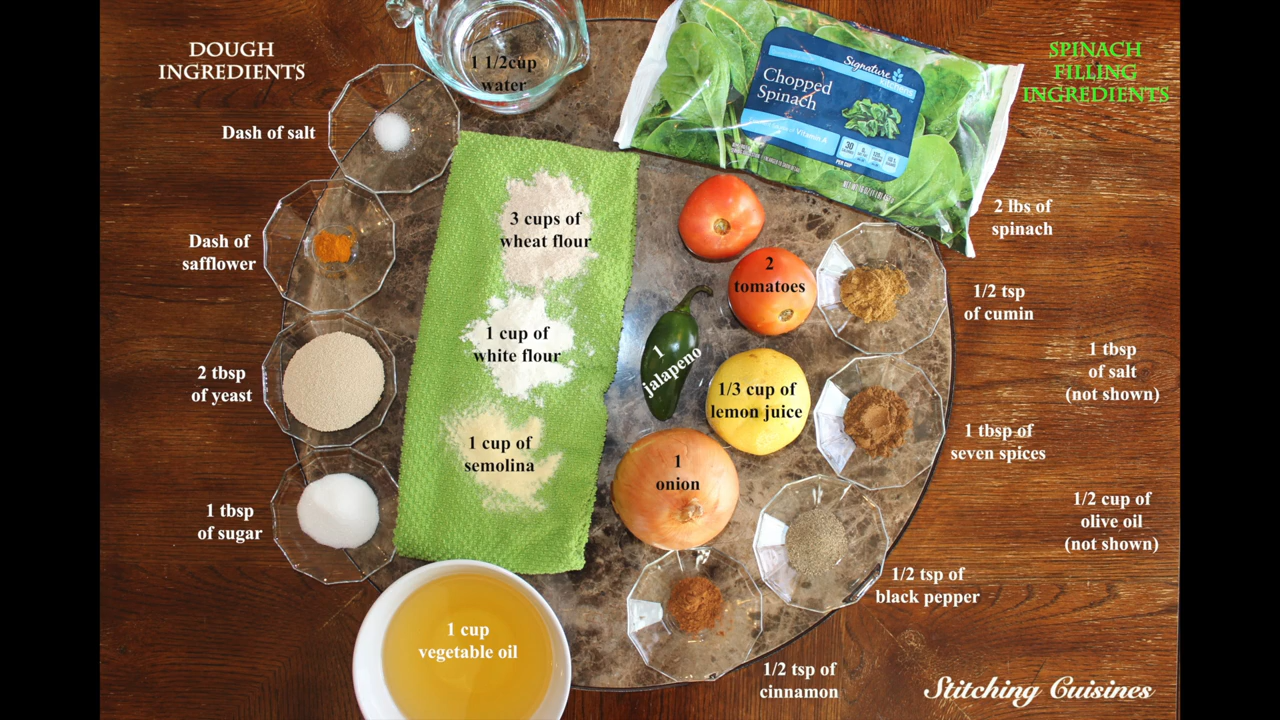 DOUGH
INGREDIENTS
Dash of salt
Dash of
safflower
2 tbsp
of yeast
1 tbsp
of sugar
1 1/2cup
water
3 cups of
wheat flour
1 cup of
white flour
1 cup of
semolina
1 cup
vegetable oil
SPINACH
FILLING
INGREDIENTS
Signature
Kitchens
Chopped
Spinach
30
PER CUP
2 lbs of
spinach
2
tomatoes
1/2 tsp
of cumin
1
jalapeno
1/3 cup of
lemon juice
1 tbsp
of salt
(not shown)
1 tbsp of
seven spices
1
onion
1/2 cup of
olive oil
(not shown)
1/2 tsp of
black pepper
1/2 tsp of
cinnamon
Stitching Cuisines